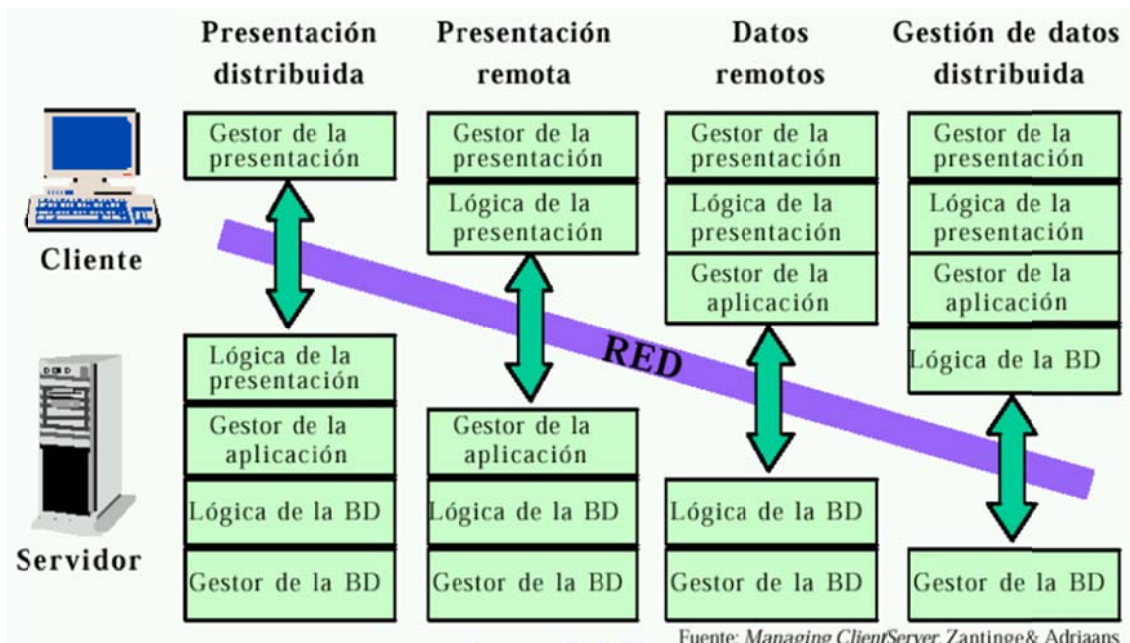 Presentación
distribuida
Presentación
remota
Datos
remotos
Gestión de datos
distribuida
Cliente
Servidor
Gestor de la
presentación
Lógica de la
presentación
Gestor de la
aplicación
Lógica de la BD
Gestor de la BD
Gestor de la
presentación
Lógica de la
presentación
Gestor de la
aplicación
Lógica de la BD
Gestor de la BD
Gestor de la
presentación
Lógica de la
presentación
Gestor de la
aplicación
Lógica de la BD
Gestor de la BD
Gestor de la
presentación
Lógica de la
presentación
Gestor de la
aplicación
Lógica de la BD
Gestor de la BD
RED
Fuente: Managing Client/Server, Zantinge & Adriaans